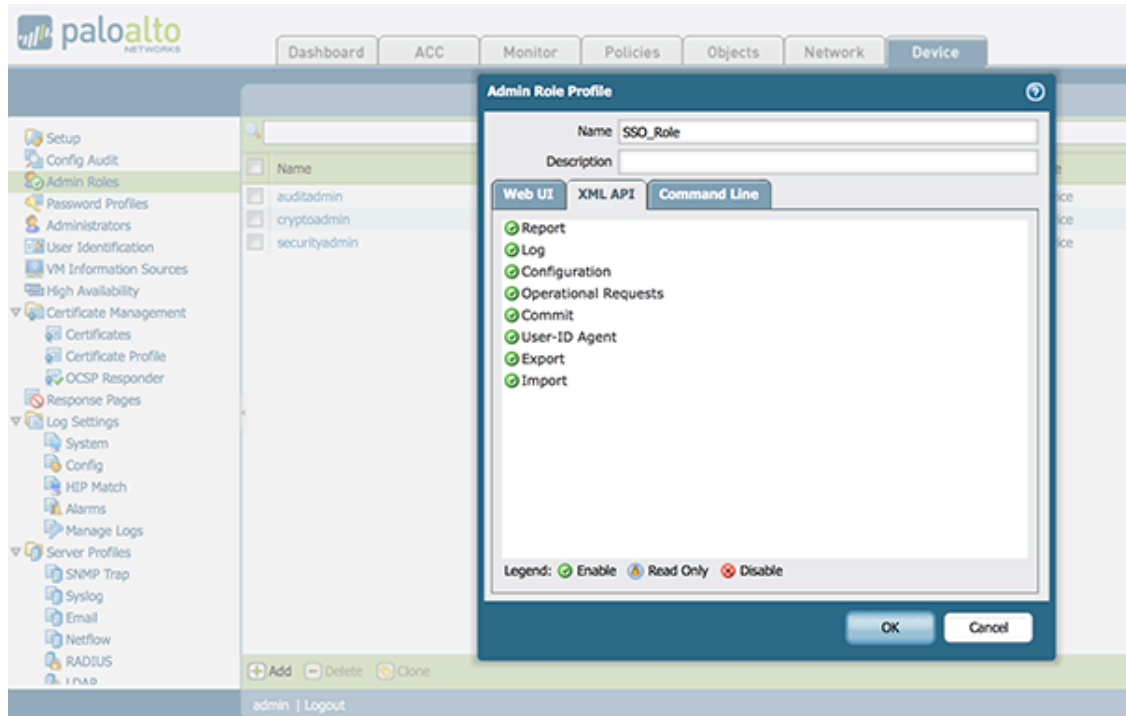 paloalto
NETWORKS
Dashboard
ACC
Monitor
Policies
Objects
Network
Device
Setup
Config Audit
Admin Roles
Password Profiles
Administrators
User Identification
VM Information Sources
High Availability
Certificate Management
Certificates
Certificate Profile
OCSP Responder
Response Pages
Log Settings
System
Config
HIP Match
Alarms
Manage Logs
Server Profiles
SNMP Trap
Syslog
Email
Netflow
RADIUS
LDAP
Name
auditadmin
cryptoadmin
securityadmin
Admin Role Profile
Name SSO_Role
Description
Web UI
XML API
Command Line
Report
Log
Configuration
Operational Requests
Commit
User-ID Agent
Export
Import
Legend: Enable Read Only Disable
OK
Cancel
ice
ice
ice
Add Delete Clone
admin | Logout